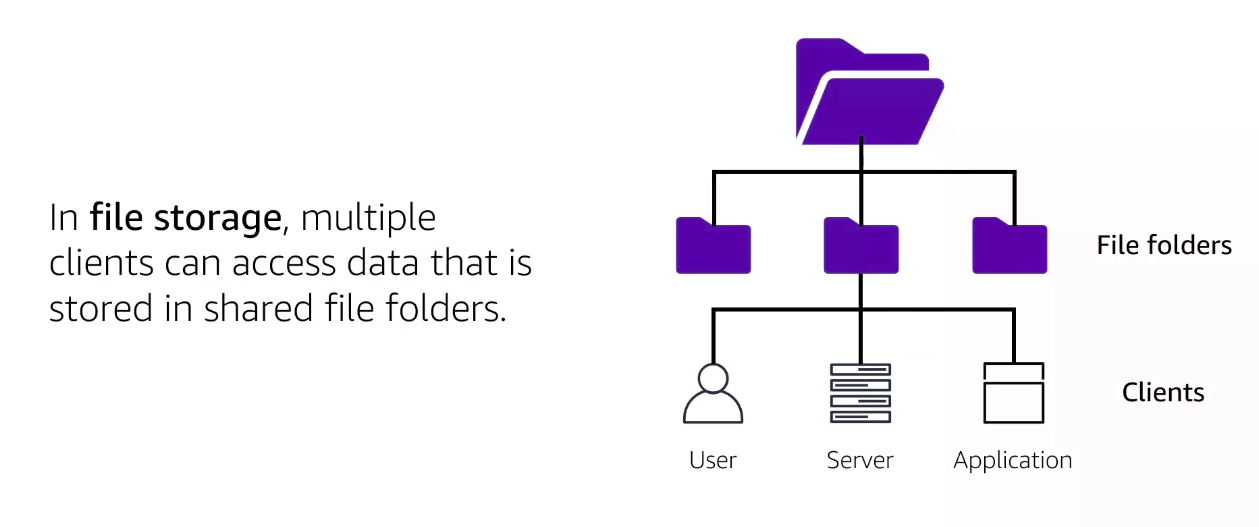 In file storage, multiple
clients can access data that is
stored in shared file folders.
File folders
Clients
User
Server
Application